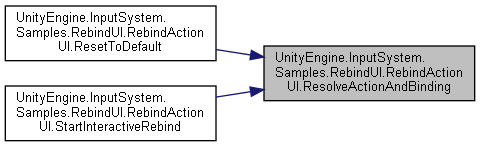 UnityEngine.InputSystem.
Samples.RebindUI.RebindAction
UI.ResetToDefault
UnityEngine.InputSystem.
Samples.RebindUI.RebindAction
UI.ResolveActionAndBinding
UnityEngine.InputSystem.
Samples.RebindUI.RebindAction
UI.StartInteractiveRebind